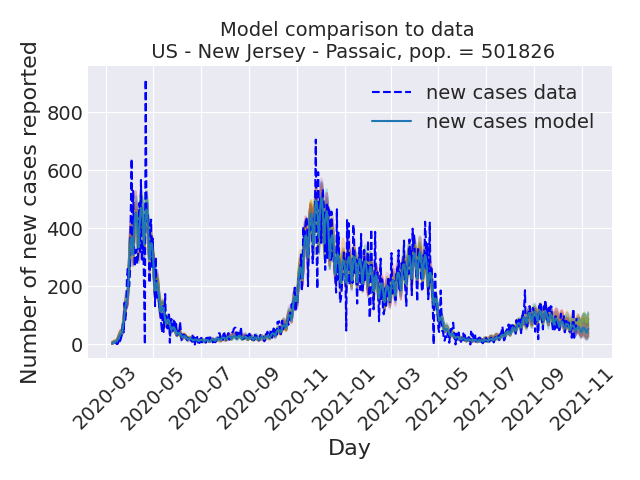 Model comparison to data
US - New Jersey - Passaic, pop. = 501826
Number of new cases reported
800
600
400
200
0
new cases data
new cases model
2020-03
2020-05
2020-07
2020-09
2020-11
2021-01
2021-03
2021-05
2021-07
2021-09
2021-11
Day